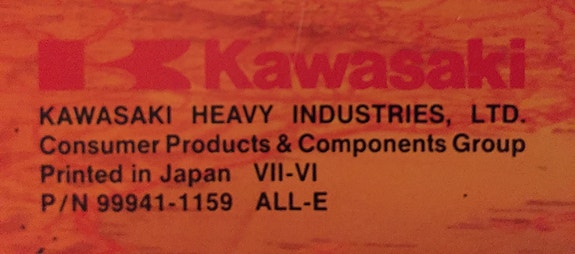 Kawasaki
KAWASAKI HEAVY INDUSTRIES, LTD.
Consumer Products & Components Group
Printed in Japan VII-VI
P/N 99941-1159 ALL-E